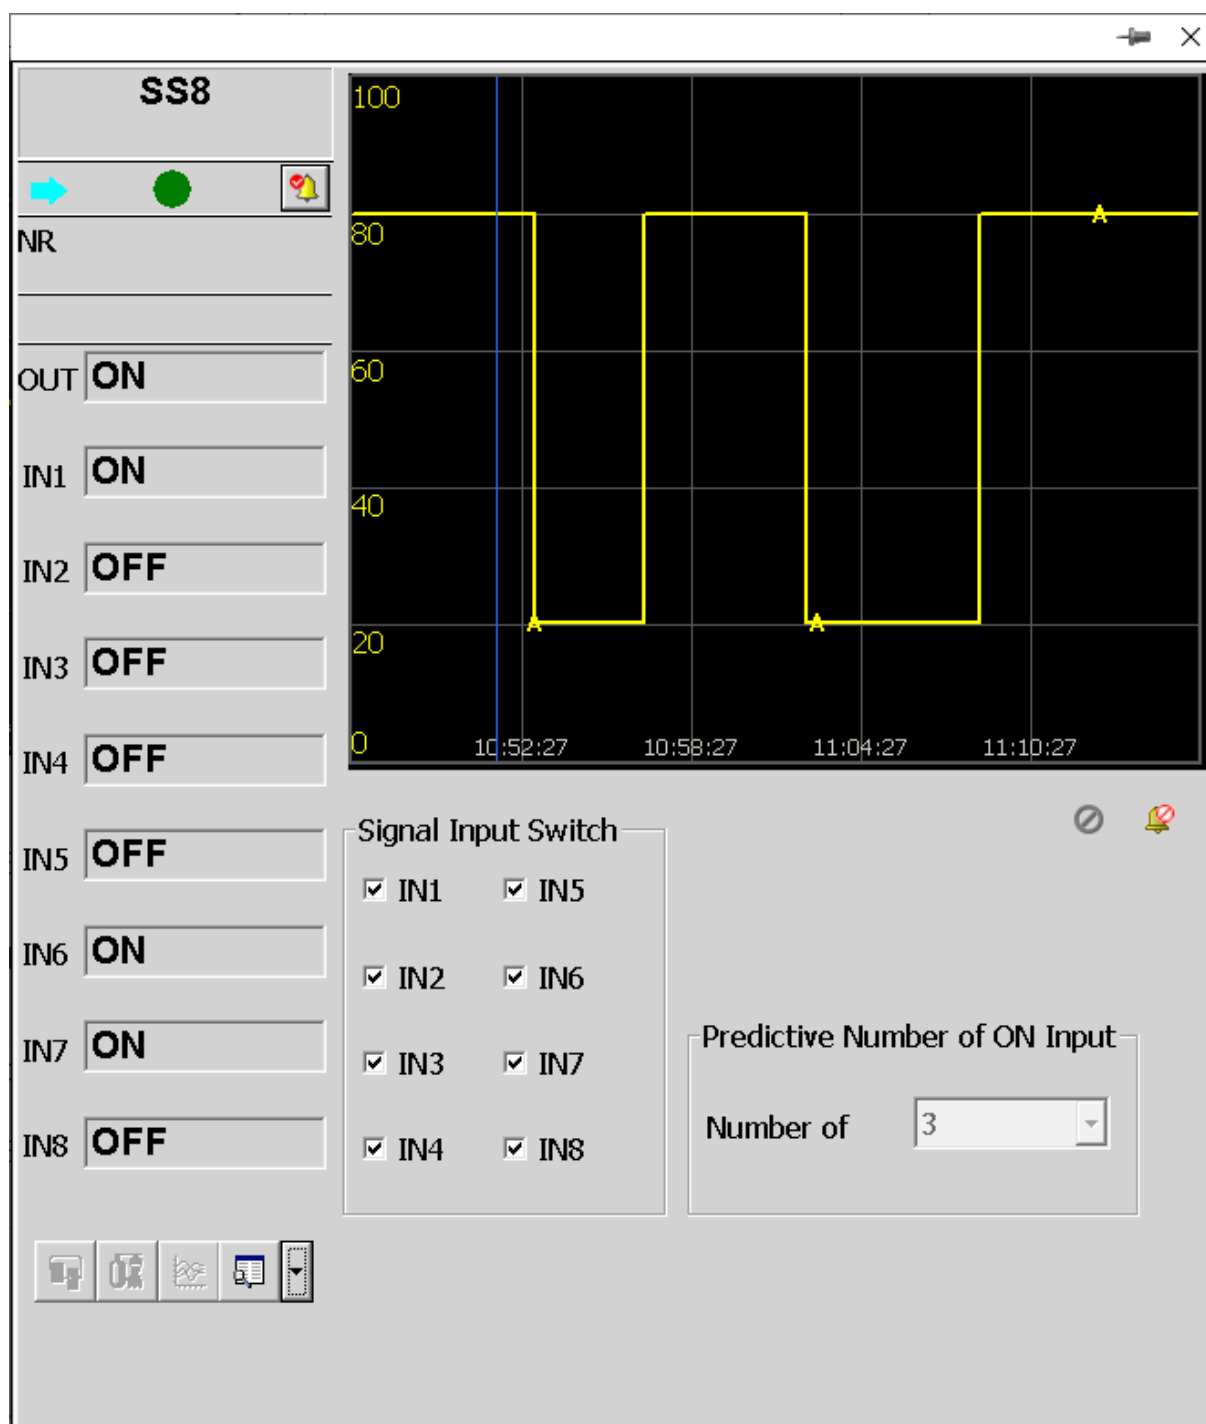 SS8
NR
OUT ON
IN1 ON
IN2 OFF
IN3 OFF
IN4 OFF
IN5 OFF
IN6 ON
IN7 ON
IN8 OFF
100
80
60
40
20
0
10:52:27 10:58:27 11:04:27 11:10:27
A
A
A
Signal Input Switch
IN1 IN5
IN2 IN6
IN3 IN7
IN4 IN8
Predictive Number of ON Input
Number of 3